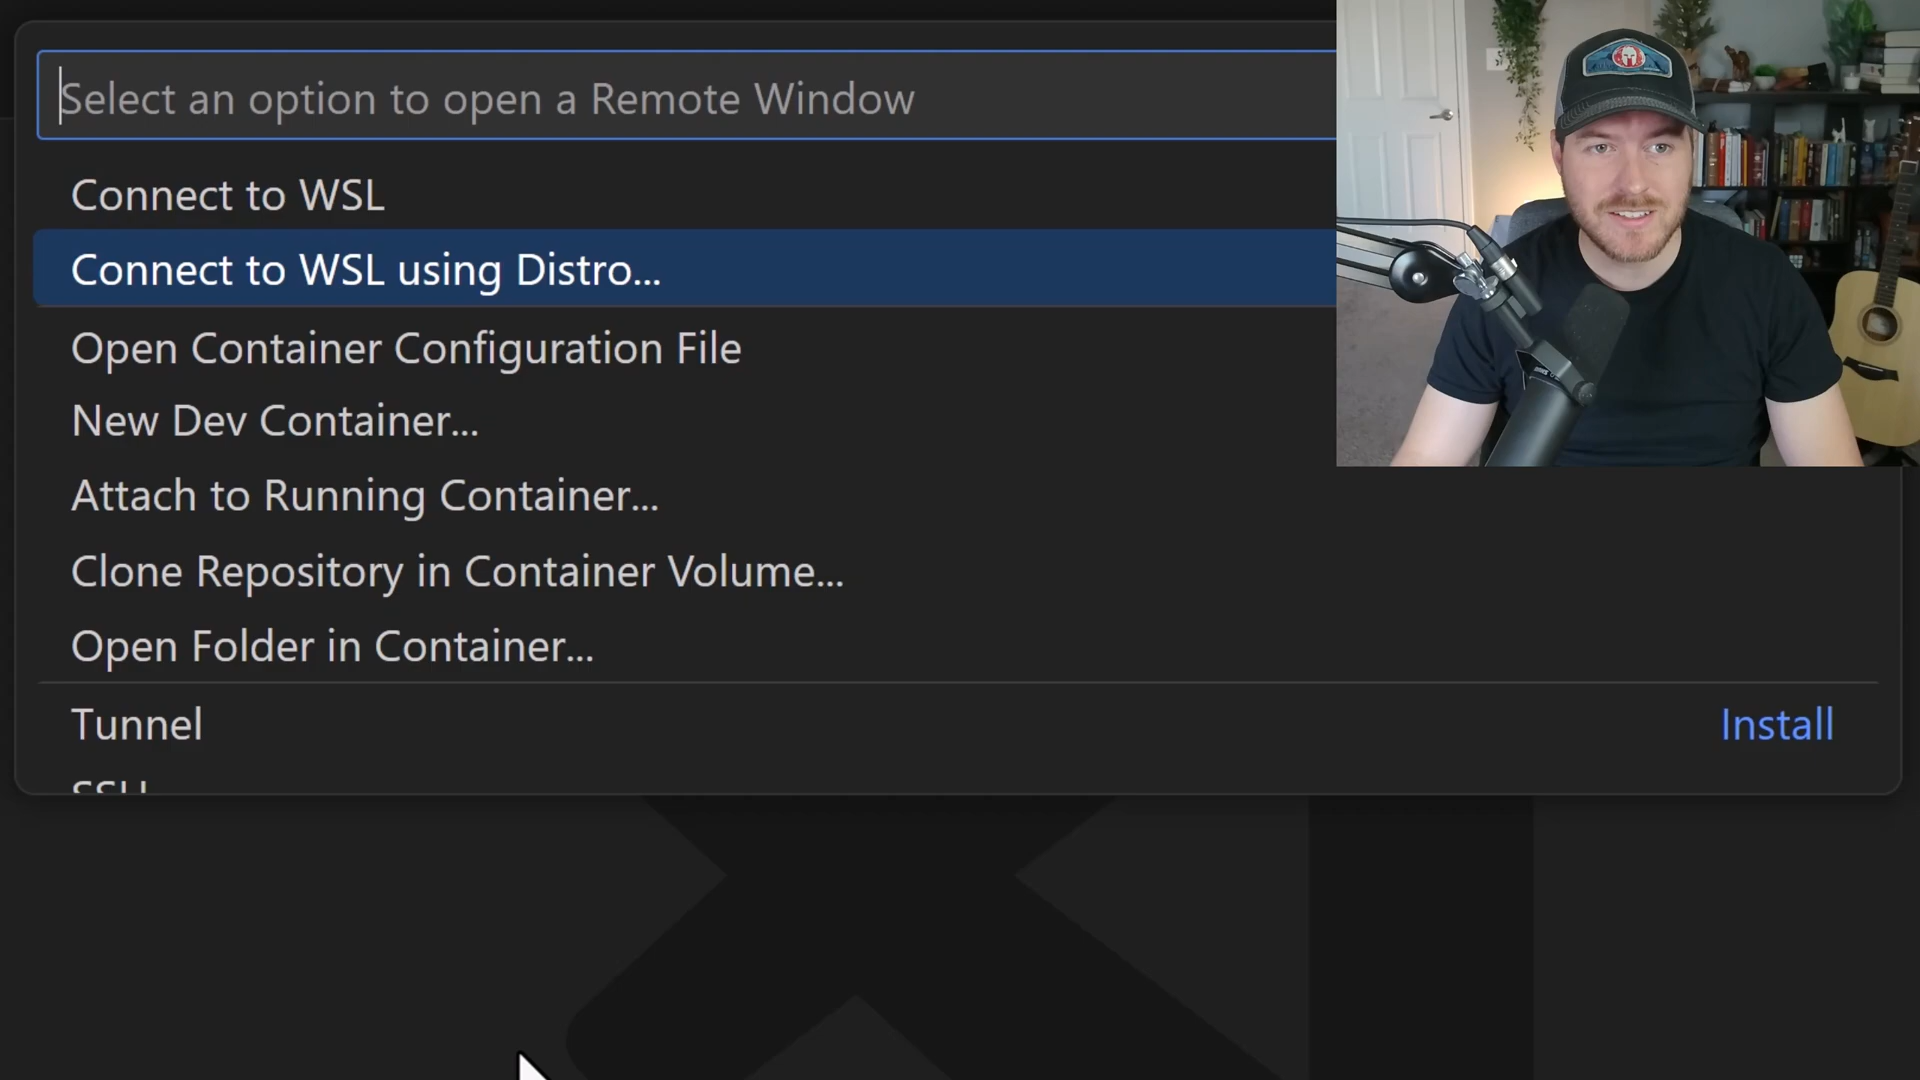 Select an option to open a Remote Window
Connect to WSL
Connect to WSL using Distro...
Open Container Configuration File
New Dev Container...
Attach to Running Container...
Clone Repository in Container Volume...
Open Folder in Container...
Tunnel
Install
SSH